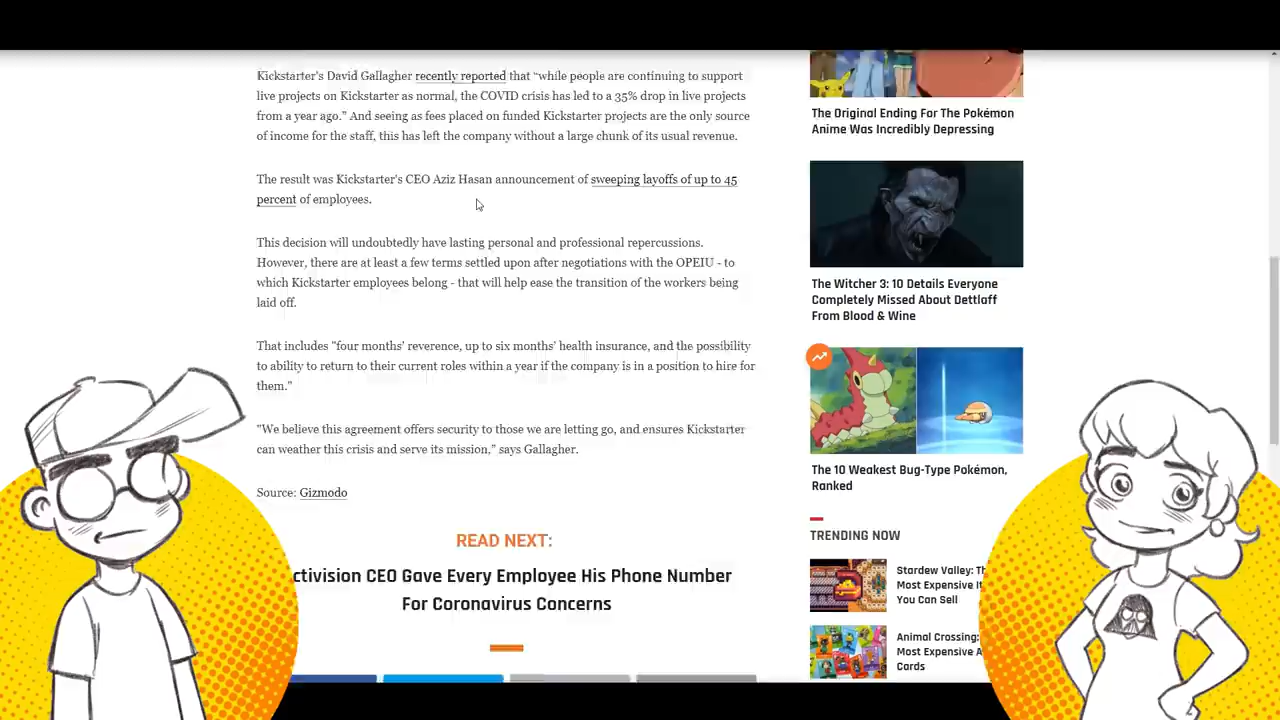 Kickstarter's David Gallagher recently reported that “while people are continuing to support
live projects on Kickstarter as normal, the COVID crisis has led to a 35% drop in live projects
from a year ago.” And seeing as fees placed on funded Kickstarter projects are the only source
of income for the staff, this has left the company without a large chunk of its usual revenue.
The result was Kickstarter's CEO Aziz Hasan announcement of sweeping layoffs of up to 45
percent of employees.
This decision will undoubtedly have lasting personal and professional repercussions.
However, there are at least a few terms settled upon after negotiations with the OPEIU - to
which Kickstarter employees belong - that will help ease the transition of the workers being
laid off.
That includes "four months’ reverence, up to six months’ health insurance, and the possibility
to ability to return to their current roles within a year if the company is in a position to hire for
them."
"We believe this agreement offers security to those we are letting go, and ensures Kickstarter
can weather this crisis and serve its mission,” says Gallagher.
Source: Gizmodo
READ NEXT:
ctivision CEO Gave Every Employee His Phone Number
For Coronavirus Concerns
The Original Ending For The Pokémon
Anime Was Incredibly Depressing
The Witcher 3: 10 Details Everyone
Completely Missed About Dettlaff
From Blood & Wine
The 10 Weakest Bug-Type Pokémon,
Ranked
TRENDING NOW
Stardew Valley:
Most Expensive
You Can Sell
Animal Crossing:
Most Expensive
Cards